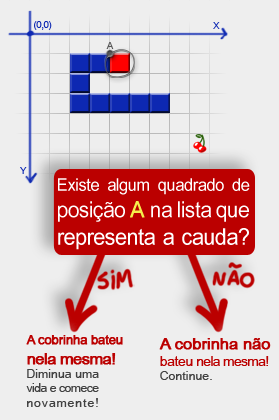 (0,0)
X
A
Y
Existe algum quadrado de
posição A na lista que
representa a cauda?
SIM
NÃO
A cobrinha bateu
nela mesma!
Diminua uma
vida e comece
novamente!
A cobrinha não
bateu nela mesma!
Continue.